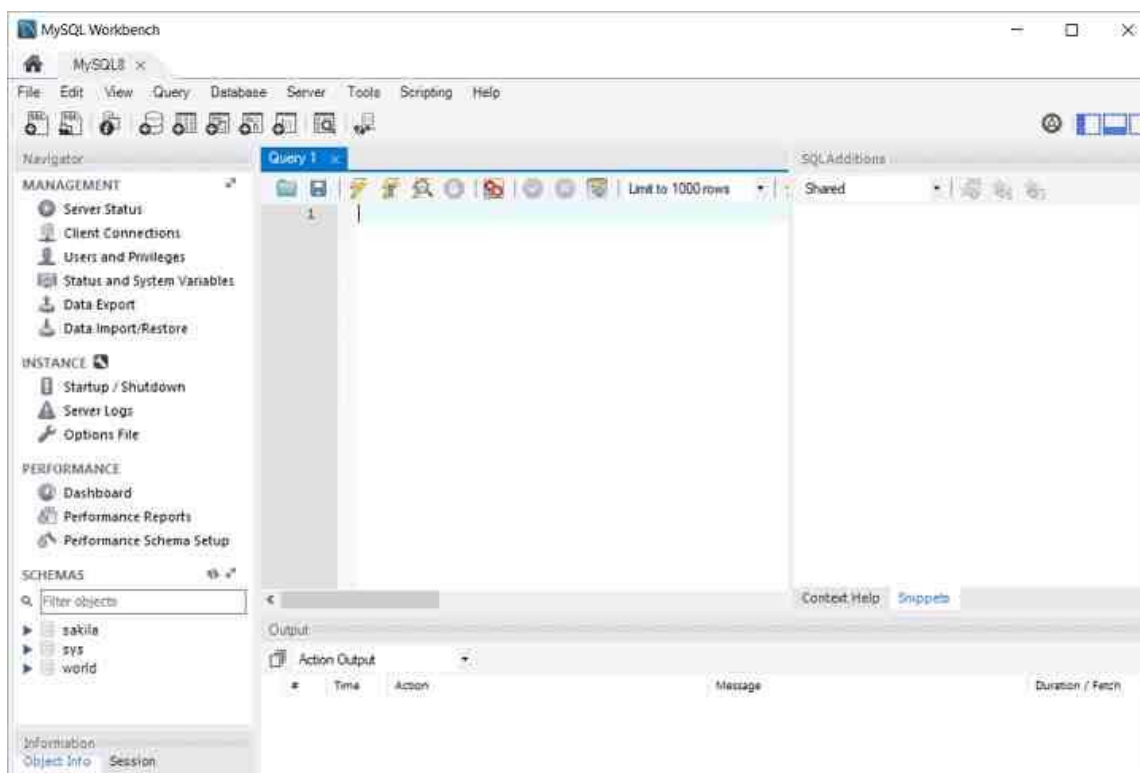 MySQL Workbench
MySQL8
File Edit View Query Database Server Tools Scripting Help
Navigator
MANAGEMENT
Server Status
Client Connections
Users and Privileges
Status and System Variables
Data Export
Data Import/Restore
INSTANCE
Startup / Shutdown
Server Logs
Options File
PERFORMANCE
Dashboard
Performance Reports
Performance Schema Setup
SCHEMAS
Filter objects
sakila
sys
world
Information
Object Info Session
Query 1
Limit to 1000 rows
1
Output
Action Output
# Time Action Message Duration / Fetch
SQLAdditions
Shared
Context Help Snippets